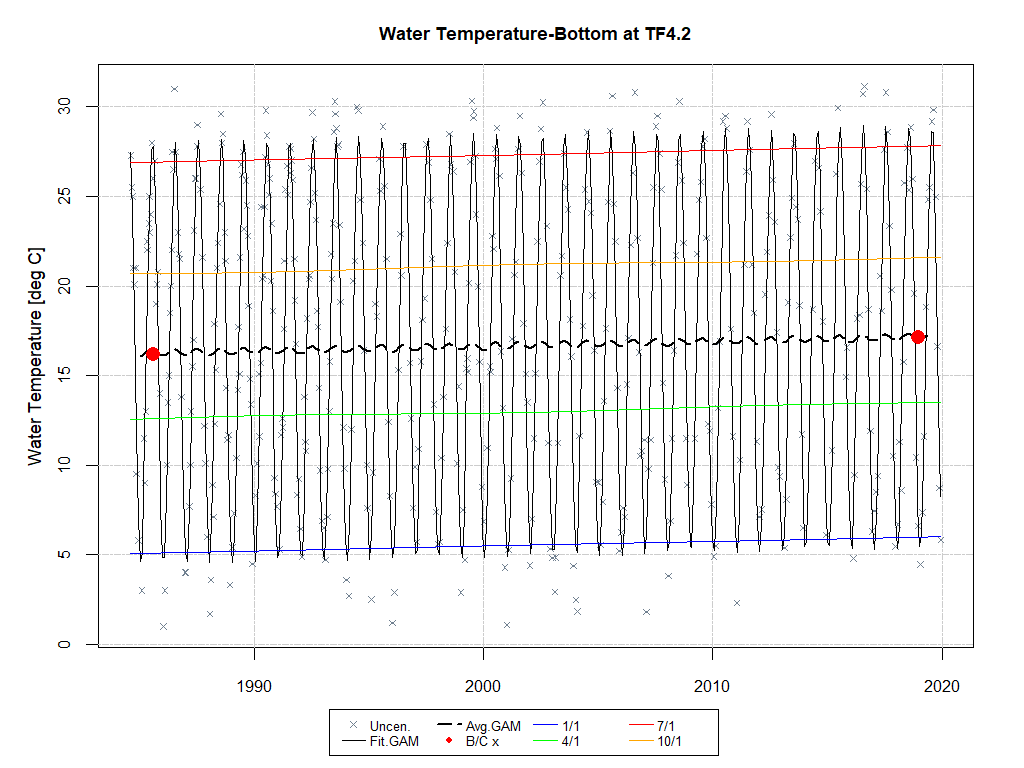 Water Temperature-Bottom at TF4.2
Water Temperature [deg C]
30
25
20
15
10
5
0
1990 2000 2010 2020
Uncen. Avg.GAM 1/1 7/1
Fit.GAM B/C x 4/1 10/1